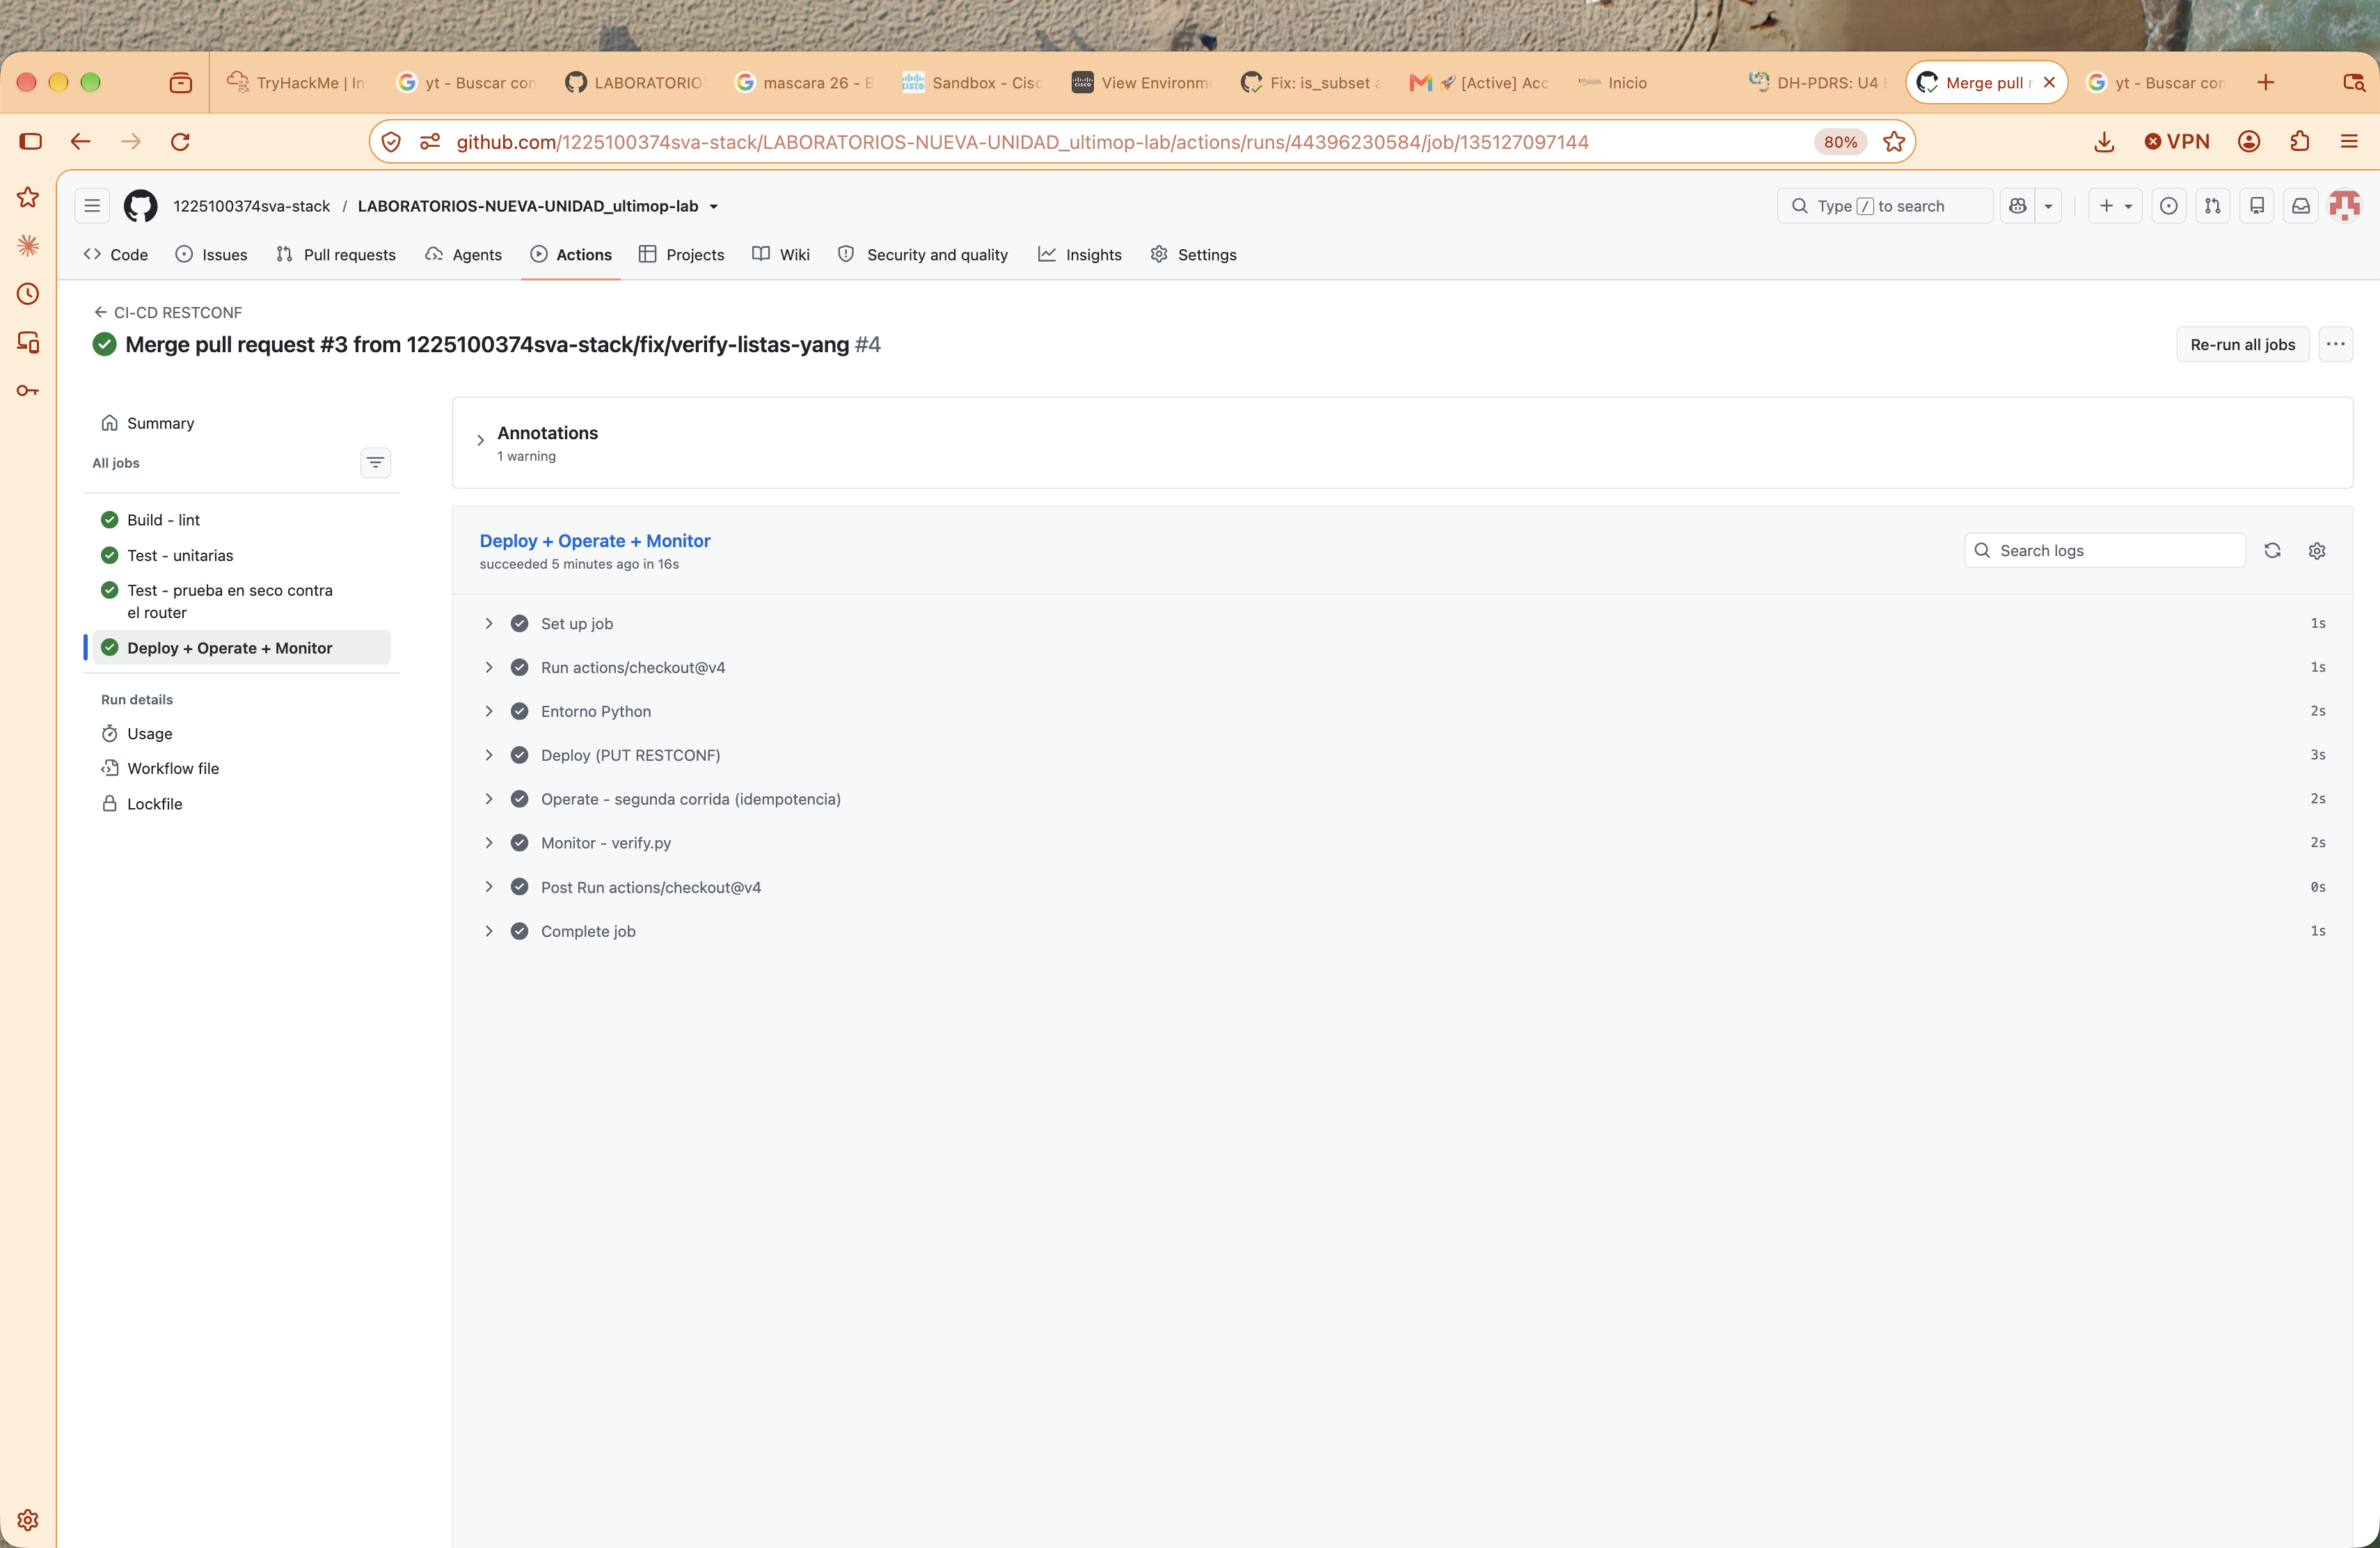 TryHackMe | In
yt - Buscar con
LABORATORIO
mascara 26 - B
Sandbox - Cisc
View Environme
Fix: is_subset a
[Active] Acc
Inicio
DH-PDRS: U4
Merge pull r
yt - Buscar con
github.com/1225100374sva-stack/LABORATORIOS-NUEVA-UNIDAD_ultimop-lab/actions/runs/44396230584/job/135127097144
80%
VPN
1225100374sva-stack / LABORATORIOS-NUEVA-UNIDAD_ultimop-lab
Type / to search
Code
Issues
Pull requests
Agents
Actions
Projects
Wiki
Security and quality
Insights
Settings
CI-CD RESTCONF
Merge pull request #3 from 1225100374sva-stack/fix/verify-listas-yang #4
Re-run all jobs
Summary
All jobs
Build - lint
Test - unitarias
Test - prueba en seco contra
el router
Deploy + Operate + Monitor
Run details
Usage
Workflow file
Lockfile
Annotations
1 warning
Deploy + Operate + Monitor
succeeded 5 minutes ago in 16s
Search logs
Set up job 1s
Run actions/checkout@v4 1s
Entorno Python 2s
Deploy (PUT RESTCONF) 3s
Operate - segunda corrida (idempotencia) 2s
Monitor - verify.py 2s
Post Run actions/checkout@v4 0s
Complete job 1s